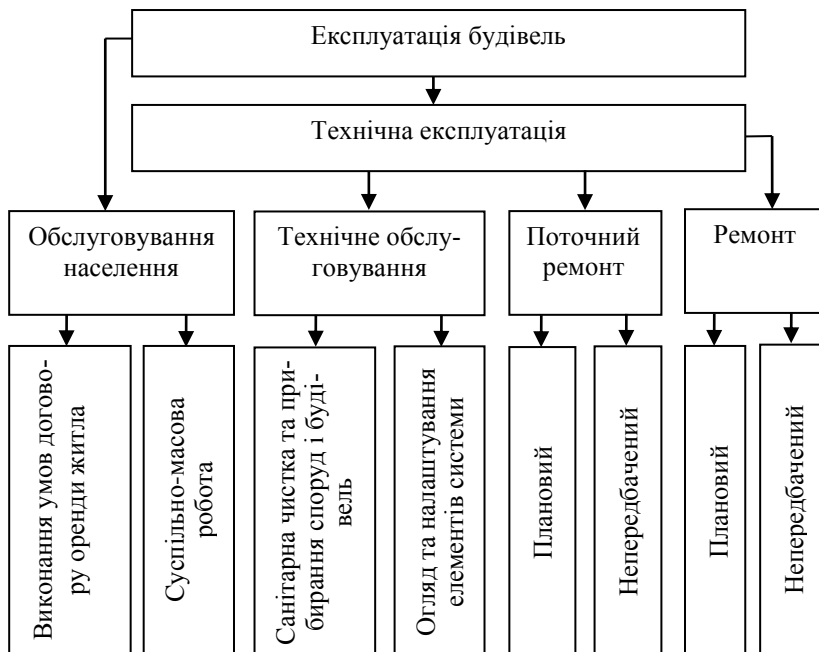 Експлуатація будівель
Технічна експлуатація
Обслуговування
населення
Технічне обслу-
говування
Поточний
ремонт
Ремонт
Виконання умов догово-
ру оренди житла
Суспільно-масова
робота
Санітарна чистка та при-
бирання споруд і буді-
вель
Огляд та налаштування
елементів системи
Плановий
Непередбачений
Плановий
Непередбачений